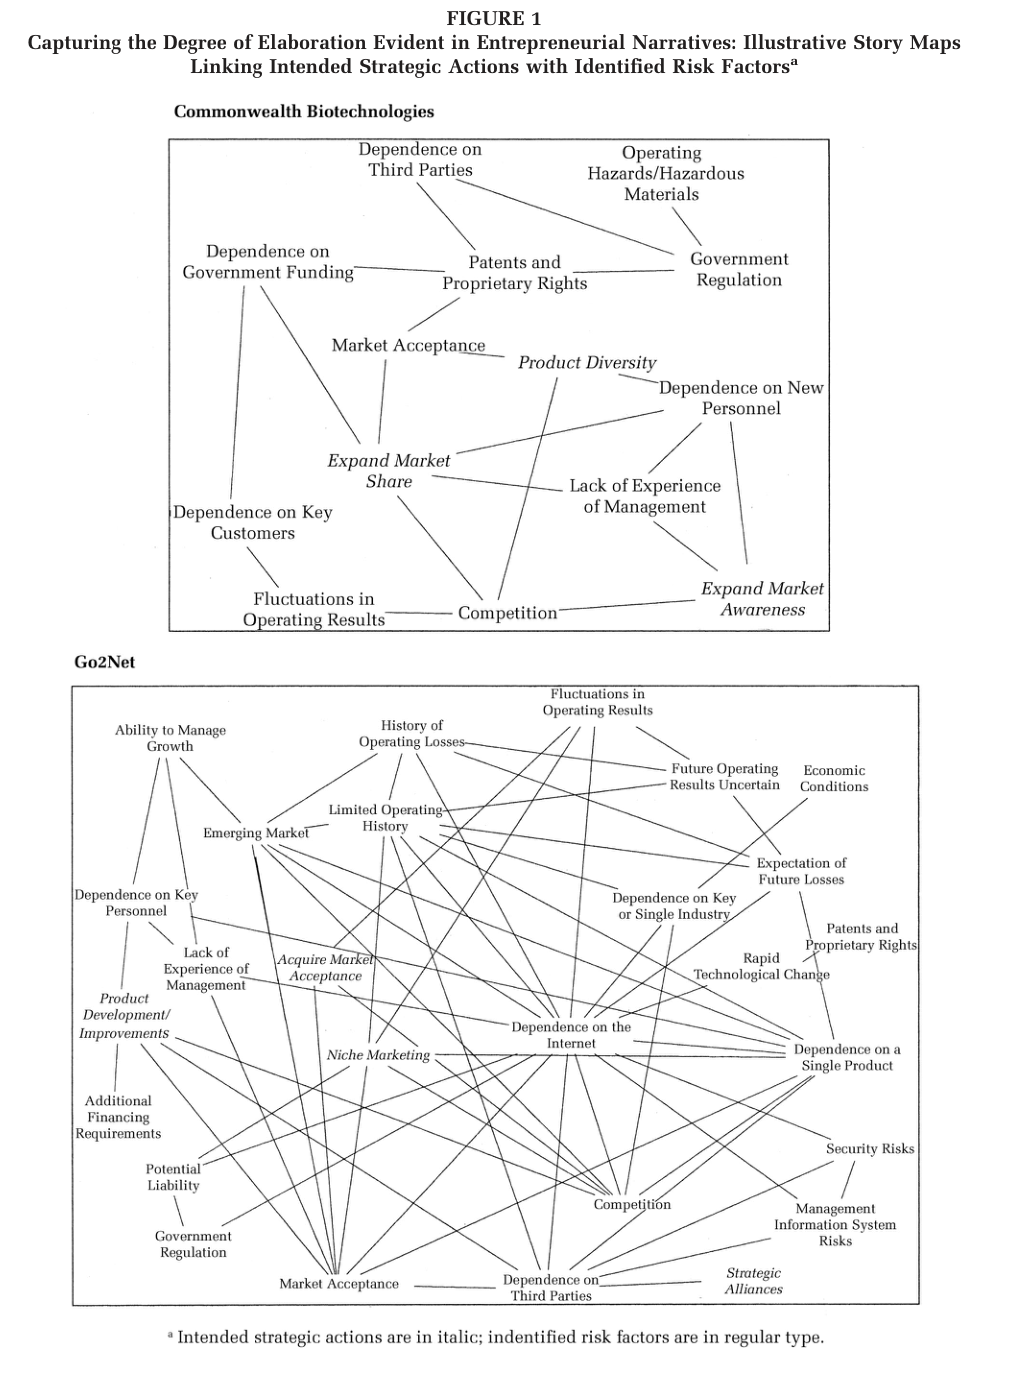 FIGURE 1
Capturing the Degree of Elaboration Evident in Entrepreneurial Narratives: Illustrative Story Maps
Linking Intended Strategic Actions with Identified Risk Factorsa
Commonwealth Biotechnologies
Dependence on
Third Parties
Operating
Hazards/Hazardous
Materials
Dependence on
Government Funding
Patents and
Proprietary Rights
Government
Regulation
Market Acceptance
Product Diversity
Dependence on New
Personnel
Expand Market
Share
Lack of Experience
of Management
Dependence on Key
Customers
Fluctuations in
Operating Results
Competition
Expand Market
Awareness
Go2Net
Fluctuations in
Operating Results
Ability to Manage
Growth
History of
Operating Losses
Future Operating
Results Uncertain
Economic
Conditions
Limited Operating
History
Emerging Market
Expectation of
Future Losses
Dependence on Key
Personnel
Dependence on Key
or Single Industry
Patents and
Proprietary Rights
Lack of
Experience of
Management
Acquire Market
Acceptance
Rapid
Technological Change
Product
Development/
Improvements
Dependence on the
Internet
Niche Marketing
Dependence on a
Single Product
Additional
Financing
Requirements
Security Risks
Potential
Liability
Competition
Management
Information System
Risks
Government
Regulation
Market Acceptance
Dependence on
Third Parties
Strategic
Alliances
a Intended strategic actions are in italic; indentified risk factors are in regular type.